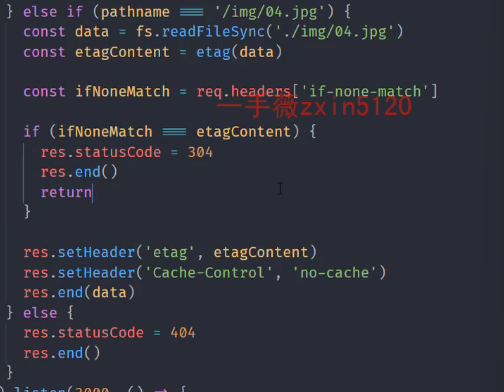 } else if (pathname === '/img/04.jpg') {
const data = fs.readFileSync('./img/04.jpg')
const etagContent = etag(data)
const ifNoneMatch = req.headers['if-none-match']
一手微zxin5120
if (ifNoneMatch === etagContent) {
res.statusCode = 304
res.end()
return
}
res.setHeader('etag', etagContent)
res.setHeader('Cache-Control', 'no-cache')
res.end(data)
} else {
res.statusCode = 404
res.end()
}